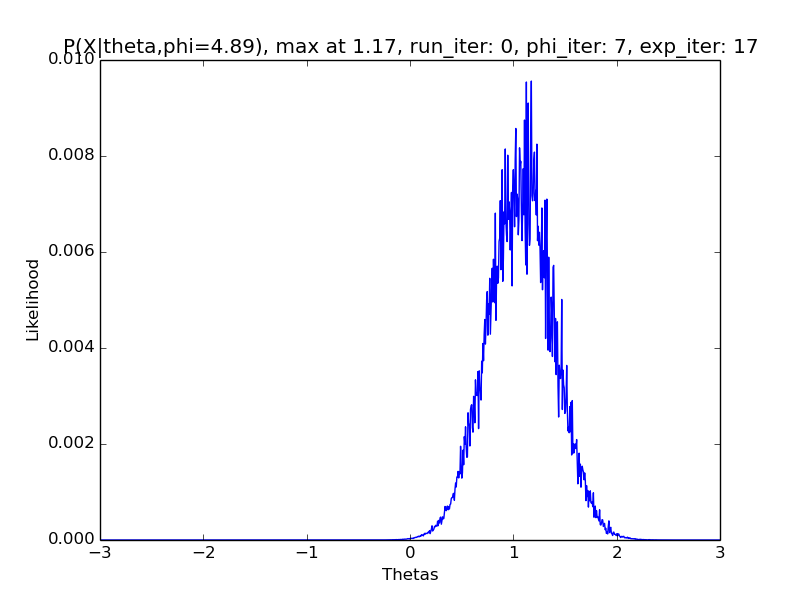 P(X|theta,phi=4.89), max at 1.17, run_iter: 0, phi_iter: 7, exp_iter: 17
0.010
0.008
0.006
0.004
0.002
0.000
Likelihood
−3 −2 −1 0 1 2 3
Thetas